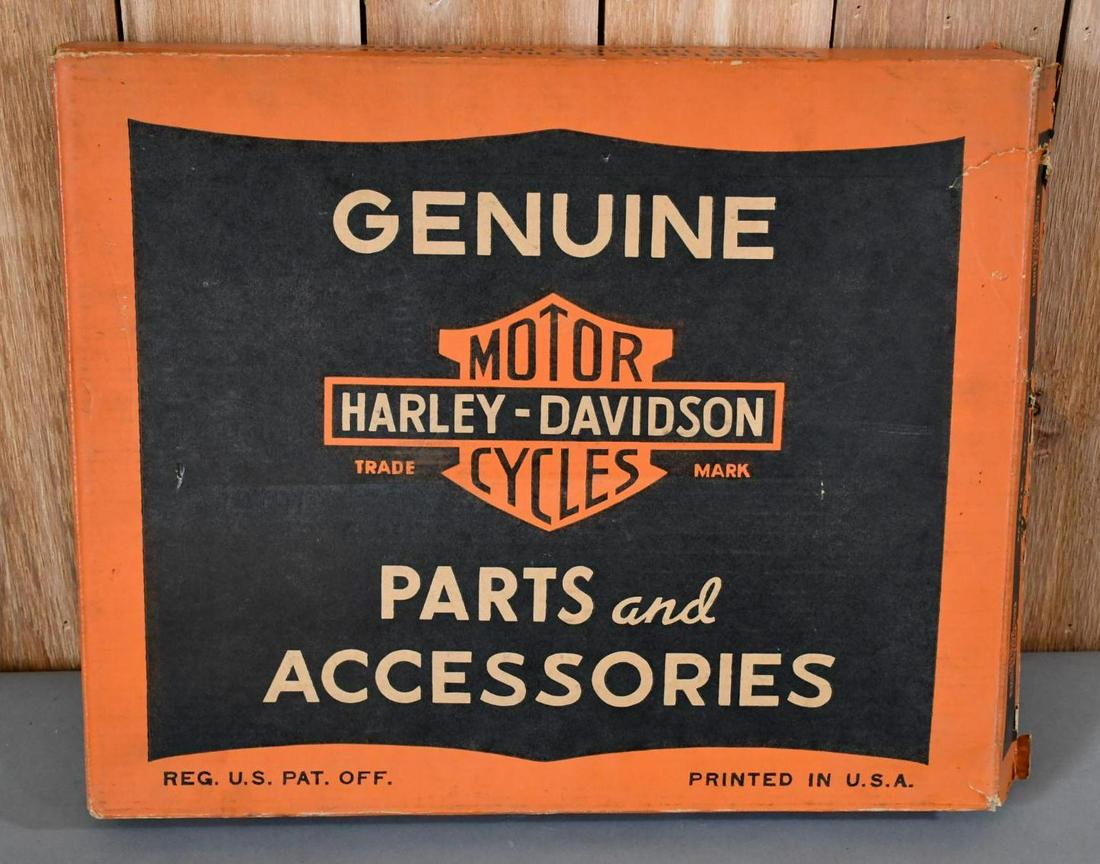 GENUINE
MOTOR
HARLEY-DAVIDSON
TRADE MARK
CYCLES
PARTS and
ACCESSORIES
REG. U.S. PAT. OFF. PRINTED IN U.S.A.